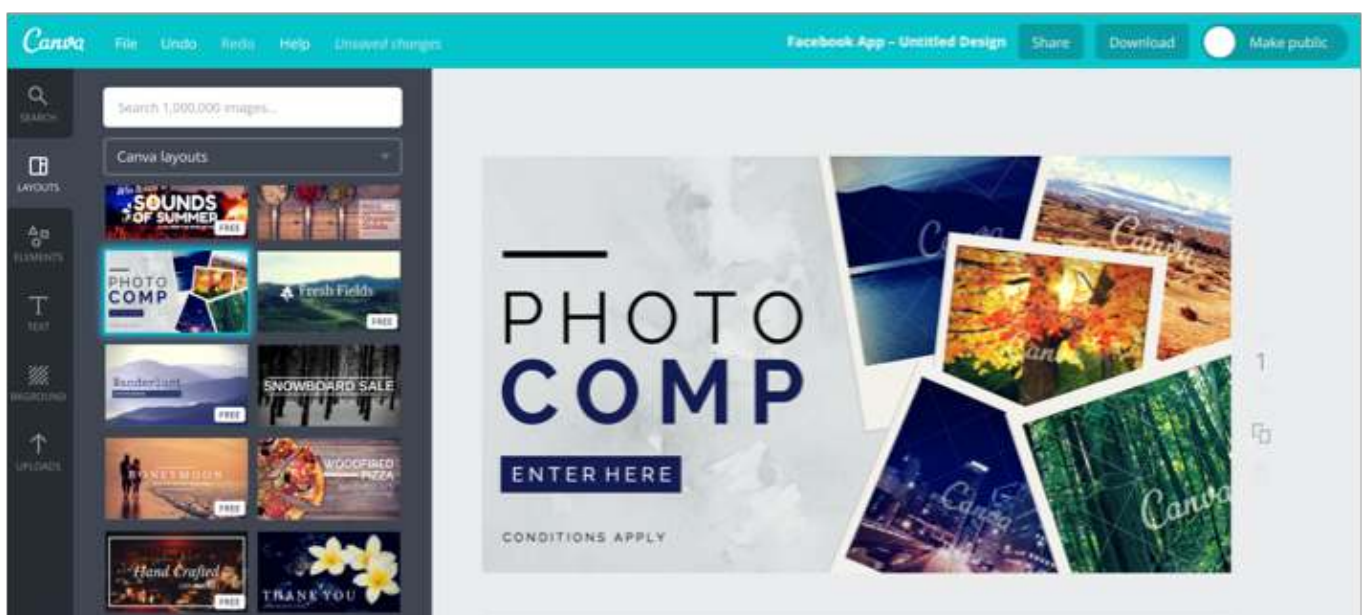 Canva File Undo Redo Help Unsaved changes Facebook App – Untitled Design Share Download Make public
SEARCH
LAYOUTS
ELEMENTS
TEXT
BKGROUND
UPLOADS
Search 1,000,000 images...
Canva layouts
SOUNDS
OF SUMMER
FREE
PHOTO
COMP
Fresh Fields
FREE
Wanderlust
FREE
SNOWBOARD SALE
HONEYMOON
FREE
WOODFIRED
PIZZA
Hand Crafted
FREE
THANK YOU
PHOTO
COMP
ENTER HERE
CONDITIONS APPLY
Canva
Canva
Canva
Canva
1